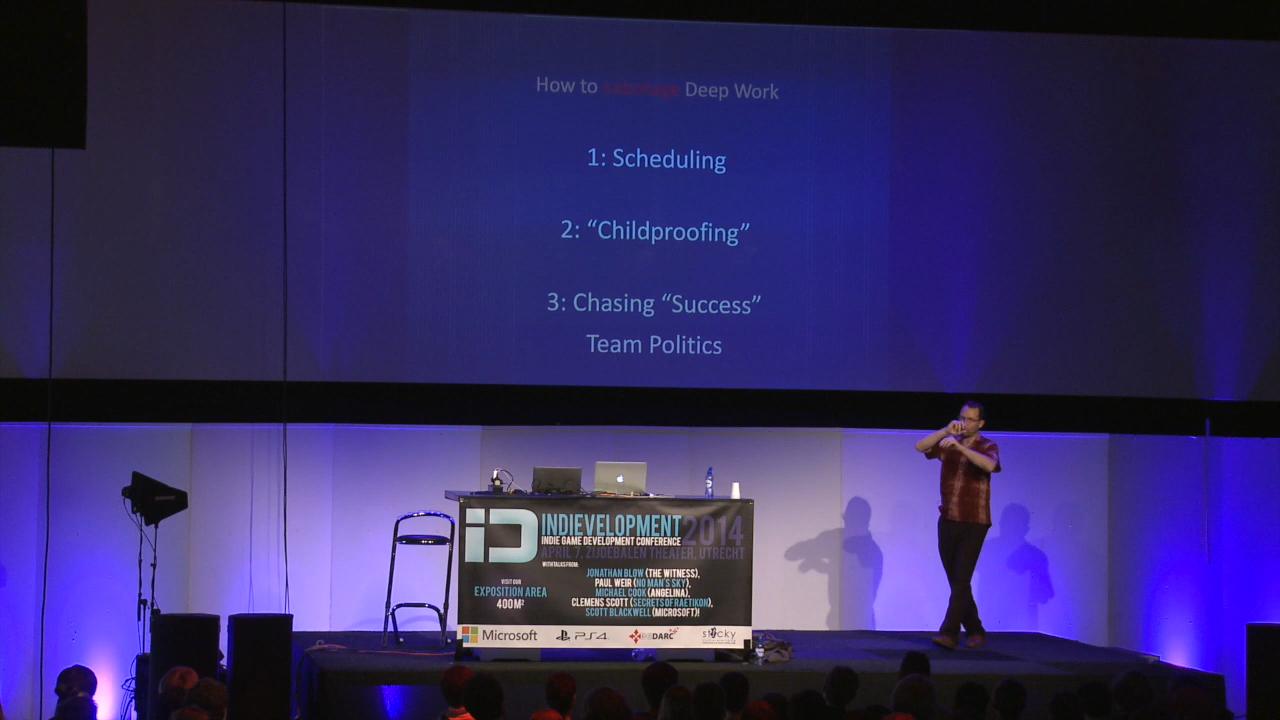 How to sabotage Deep Work
1: Scheduling
2: “Childproofing”
3: Chasing “Success”
Team Politics
iD
INDIEVELOPMENT 2014
INDIE GAME DEVELOPMENT CONFERENCE
APRIL 7, ZIJDEBALEN THEATER, UTRECHT
WITH TALKS FROM:
JONATHAN BLOW (THE WITNESS),
PAUL WEIR (NO MAN'S SKY),
MICHAEL COOK (ANGELINA),
CLEMENS SCOTT (SECRETS OF RAETIKON),
SCOTT BLACKWELL (MICROSOFT)!
VISIT OUR
EXPOSITION AREA
400M²
Microsoft
PS4